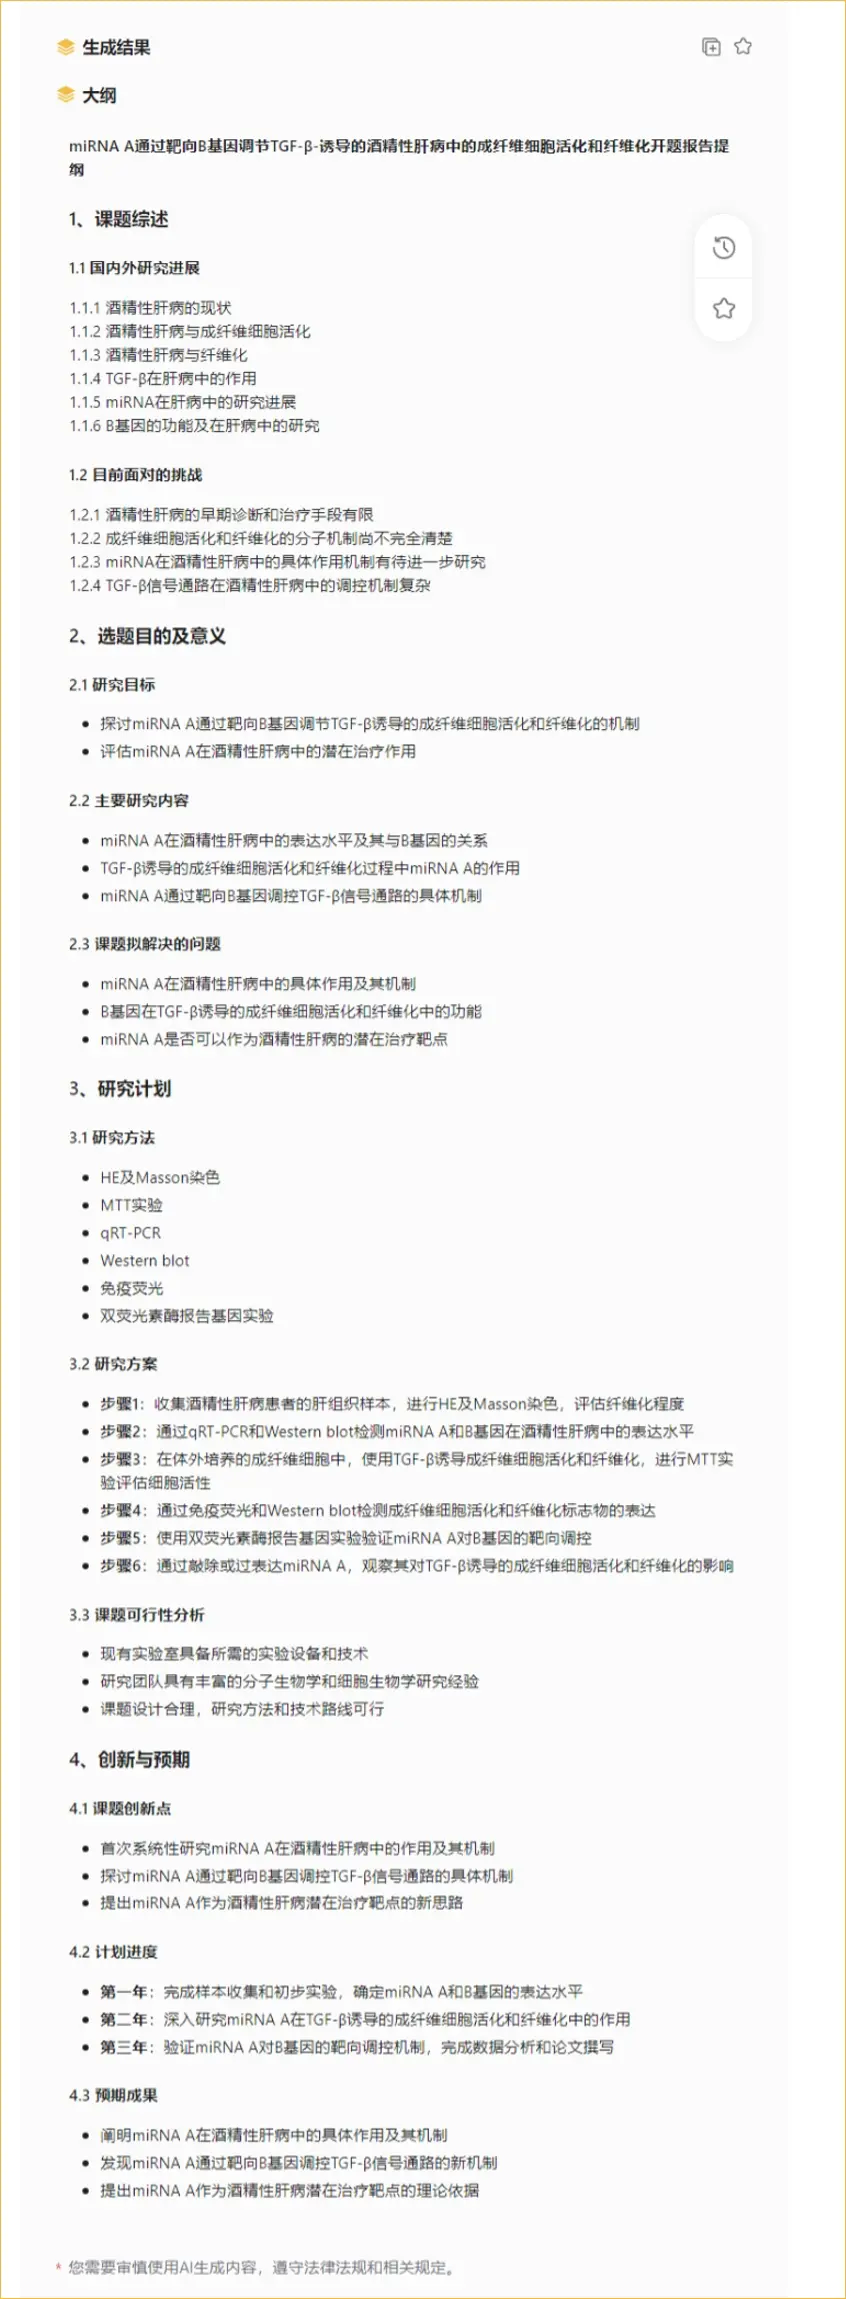 生成结果
大纲
miRNA A通过靶向B基因调节TGF-β-诱导的酒精性肝病中的成纤维细胞活化和纤维化开题报告提
纲
1、课题综述
1.1 国内外研究进展
1.1.1 酒精性肝病的现状
1.1.2 酒精性肝病与成纤维细胞活化
1.1.3 酒精性肝病与纤维化
1.1.4 TGF-β在肝病中的作用
1.1.5 miRNA在肝病中的研究进展
1.1.6 B基因的功能及在肝病中的研究
1.2 目前面对的挑战
1.2.1 酒精性肝病的早期诊断和治疗手段有限
1.2.2 成纤维细胞活化和纤维化的分子机制尚不完全清楚
1.2.3 miRNA在酒精性肝病中的具体作用机制有待进一步研究
1.2.4 TGF-β信号通路在酒精性肝病中的调控机制复杂
2、选题目的及意义
2.1 研究目标
• 探讨miRNA A通过靶向B基因调节TGF-β诱导的成纤维细胞活化和纤维化的机制
• 评估miRNA A在酒精性肝病中的潜在治疗作用
2.2 主要研究内容
• miRNA A在酒精性肝病中的表达水平及其与B基因的关系
• TGF-β诱导的成纤维细胞活化和纤维化过程中miRNA A的作用
• miRNA A通过靶向B基因调控TGF-β信号通路的具体机制
2.3 课题拟解决的问题
• miRNA A在酒精性肝病中的具体作用及其机制
• B基因在TGF-β诱导的成纤维细胞活化和纤维化中的功能
• miRNA A是否可以作为酒精性肝病的潜在治疗靶点
3、研究计划
3.1 研究方法
• HE及Masson染色
• MTT实验
• qRT-PCR
• Western blot
• 免疫荧光
• 双荧光素酶报告基因实验
3.2 研究方案
• 步骤1：收集酒精性肝病患者的肝组织样本，进行HE及Masson染色，评估纤维化程度
• 步骤2：通过qRT-PCR和Western blot检测miRNA A和B基因在酒精性肝病中的表达水平
• 步骤3：在体外培养的成纤维细胞中，使用TGF-β诱导成纤维细胞活化和纤维化，进行MTT实
验评估细胞活性
• 步骤4：通过免疫荧光和Western blot检测成纤维细胞活化和纤维化标志物的表达
• 步骤5：使用双荧光素酶报告基因实验验证miRNA A对B基因的靶向调控
• 步骤6：通过敲除或过表达miRNA A，观察其对TGF-β诱导的成纤维细胞活化和纤维化的影响
3.3 课题可行性分析
• 现有实验室具备所需的实验设备和技术
• 研究团队具有丰富的分子生物学和细胞生物学研究经验
• 课题设计合理，研究方法和技术路线可行
4、创新与预期
4.1 课题创新点
• 首次系统性研究miRNA A在酒精性肝病中的作用及其机制
• 探讨miRNA A通过靶向B基因调控TGF-β信号通路的具体机制
• 提出miRNA A作为酒精性肝病潜在治疗靶点的新思路
4.2 计划进度
• 第一年：完成样本收集和初步实验，确定miRNA A和B基因的表达水平
• 第二年：深入研究miRNA A在TGF-β诱导的成纤维细胞活化和纤维化中的作用
• 第三年：验证miRNA A对B基因的靶向调控机制，完成数据分析和论文撰写
4.3 预期成果
• 阐明miRNA A在酒精性肝病中的具体作用及其机制
• 发现miRNA A通过靶向B基因调控TGF-β信号通路的新机制
• 提出miRNA A作为酒精性肝病潜在治疗靶点的理论依据
* 您需要审慎使用AI生成内容，遵守法律法规和相关规定。